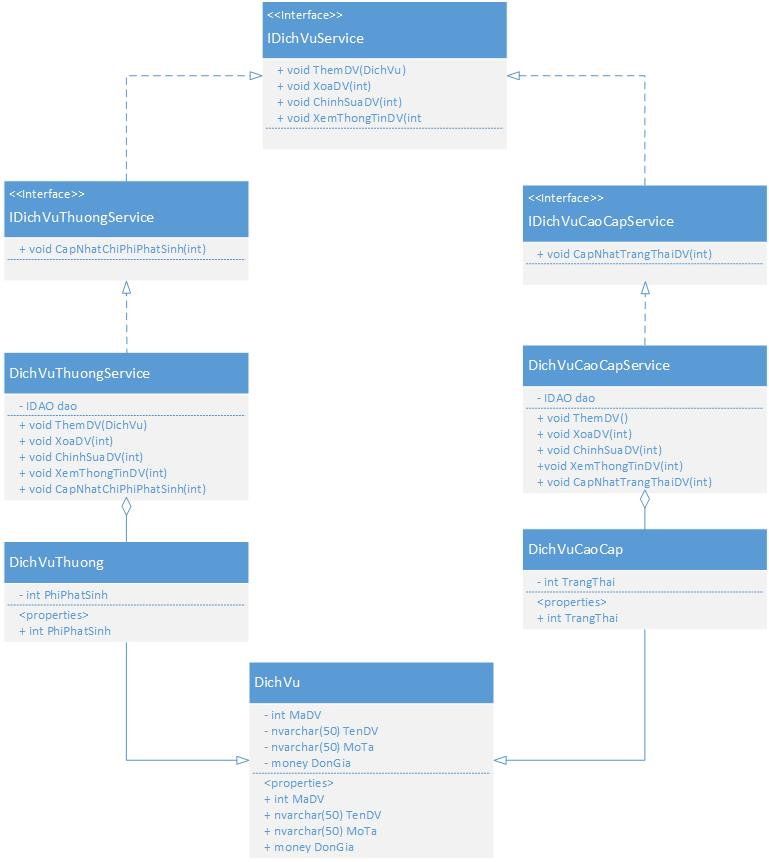 <<Interface>>
IDichVuService
+ void ThemDV(DichVu)
+ void XoaDV(int)
+ void ChinhSuaDV(int)
+ void XemThongTinDV(int
<<Interface>>
IDichVuThuongService
+ void CapNhatChiPhiPhatSinh(int)
<<Interface>>
IDichVuCaoCapService
+ void CapNhatTrangThaiDV(int)
DichVuThuongService
- IDAO dao
+ void ThemDV(DichVu)
+ void XoaDV(int)
+ void ChinhSuaDV(int)
+ void XemThongTinDV(int)
+ void CapNhatChiPhiPhatSinh(int)
DichVuCaoCapService
- IDAO dao
+ void ThemDV()
+ void XoaDV(int)
+ void ChinhSuaDV(int)
+void XemThongTinDV(int)
+ void CapNhatTrangThaiDV(int)
DichVuThuong
- int PhiPhatSinh
<properties>
+ int PhiPhatSinh
DichVuCaoCap
- int TrangThai
<properties>
+ int TrangThai
DichVu
- int MaDV
- nvarchar(50) TenDV
- nvarchar(50) MoTa
- money DonGia
<properties>
+ int MaDV
+ nvarchar(50) TenDV
+ nvarchar(50) MoTa
+ money DonGia